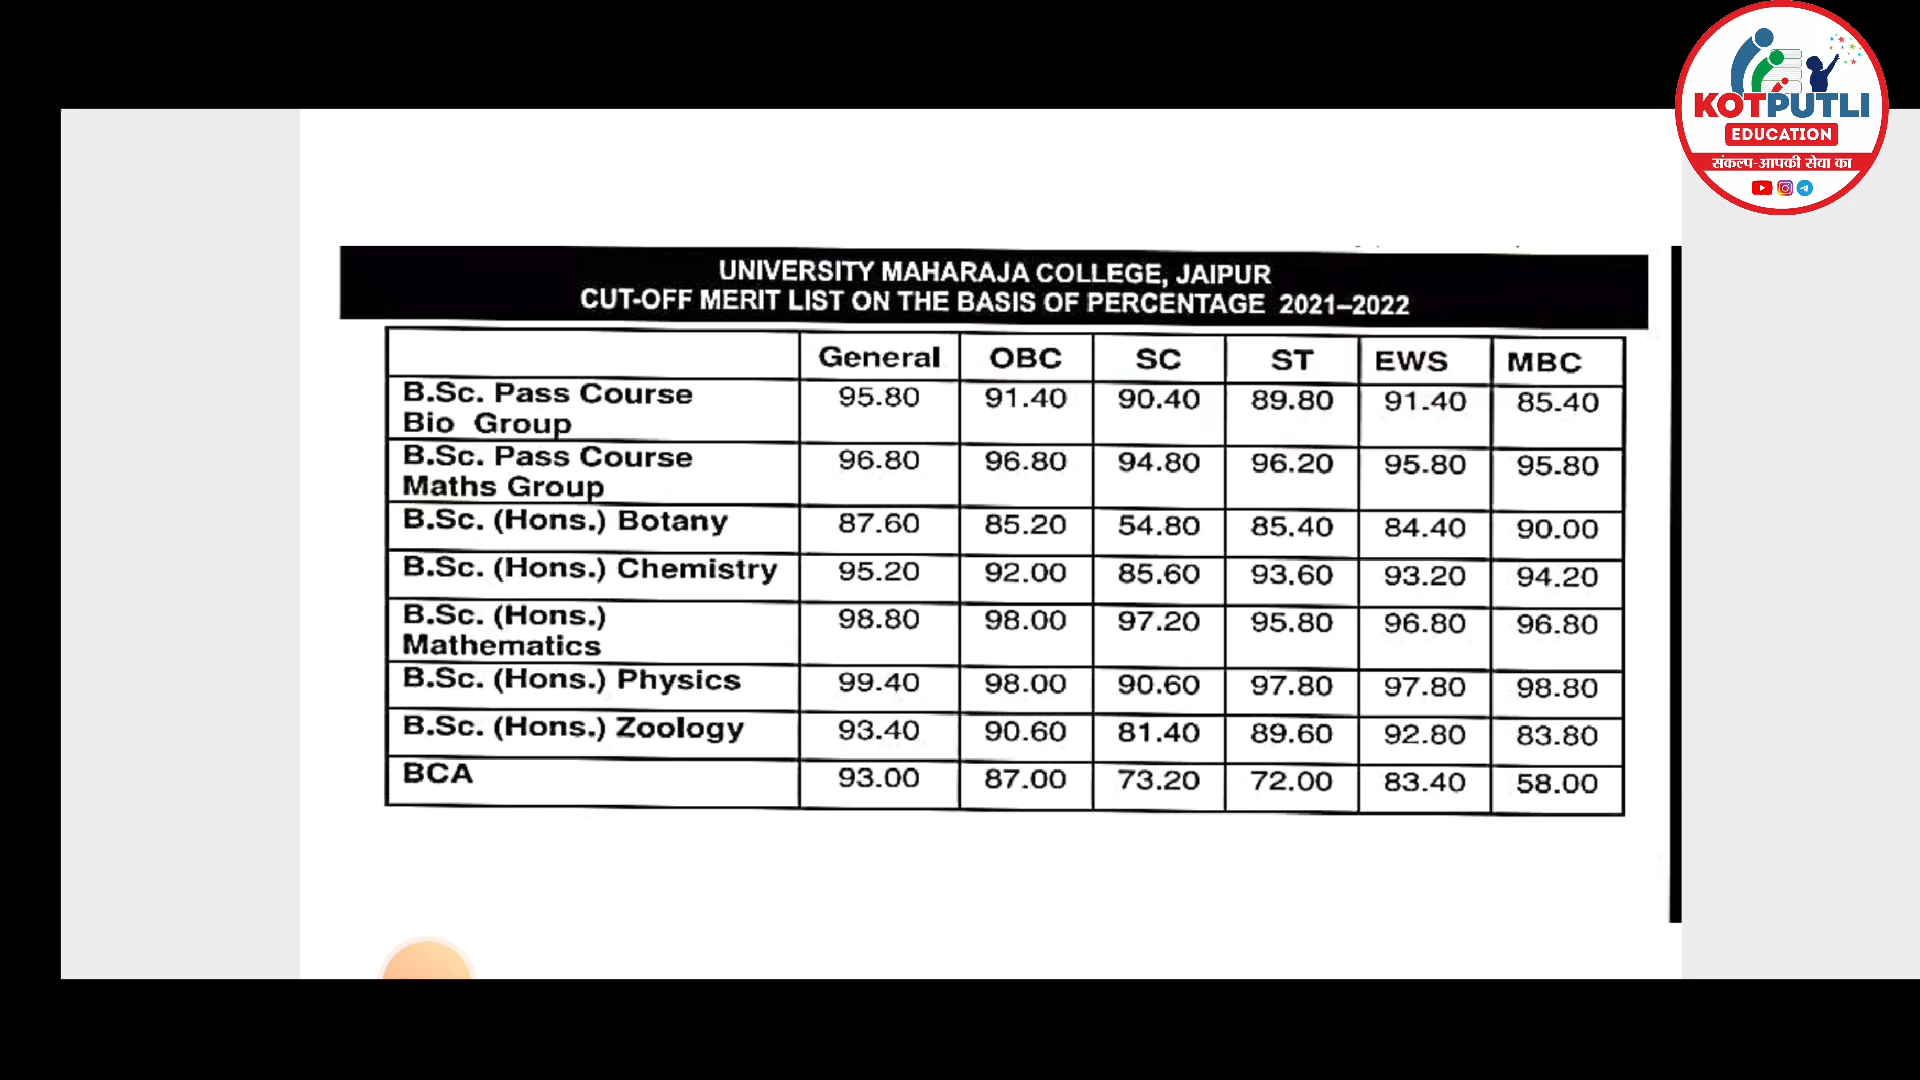 KOTPUTLI
EDUCATION
संकल्प-आपकी सेवा का
UNIVERSITY MAHARAJA COLLEGE, JAIPUR
CUT-OFF MERIT LIST ON THE BASIS OF PERCENTAGE 2021–2022
General OBC SC ST EWS MBC
B.Sc. Pass Course 95.80 91.40 90.40 89.80 91.40 85.40
Bio Group
B.Sc. Pass Course 96.80 96.80 94.80 96.20 95.80 95.80
Maths Group
B.Sc. (Hons.) Botany 87.60 85.20 54.80 85.40 84.40 90.00
B.Sc. (Hons.) Chemistry 95.20 92.00 85.60 93.60 93.20 94.20
B.Sc. (Hons.) 98.80 98.00 97.20 95.80 96.80 96.80
Mathematics
B.Sc. (Hons.) Physics 99.40 98.00 90.60 97.80 97.80 98.80
B.Sc. (Hons.) Zoology 93.40 90.60 81.40 89.60 92.80 83.80
BCA 93.00 87.00 73.20 72.00 83.40 58.00